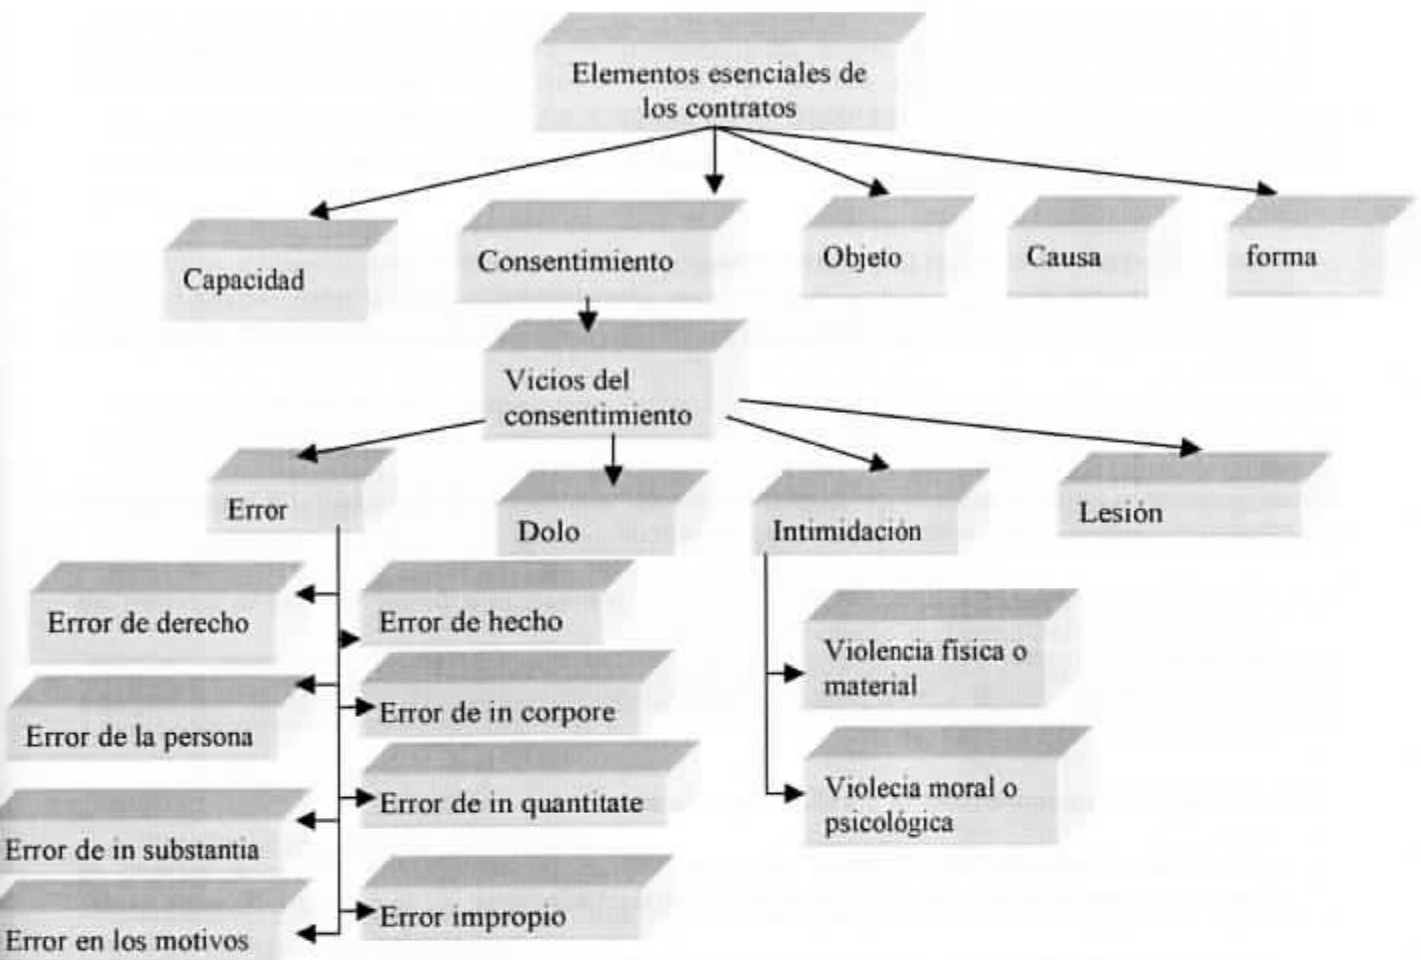 Elementos esenciales de
los contratos
Capacidad
Consentimiento
Objeto
Causa
forma
Vicios del
consentimiento
Error
Dolo
Intimidación
Lesión
Error de derecho
Error de hecho
Violencia física o
material
Error de la persona
Error de in corpore
Error de in quantitate
Violecia moral o
psicológica
Error de in substantia
Error impropio
Error en los motivos